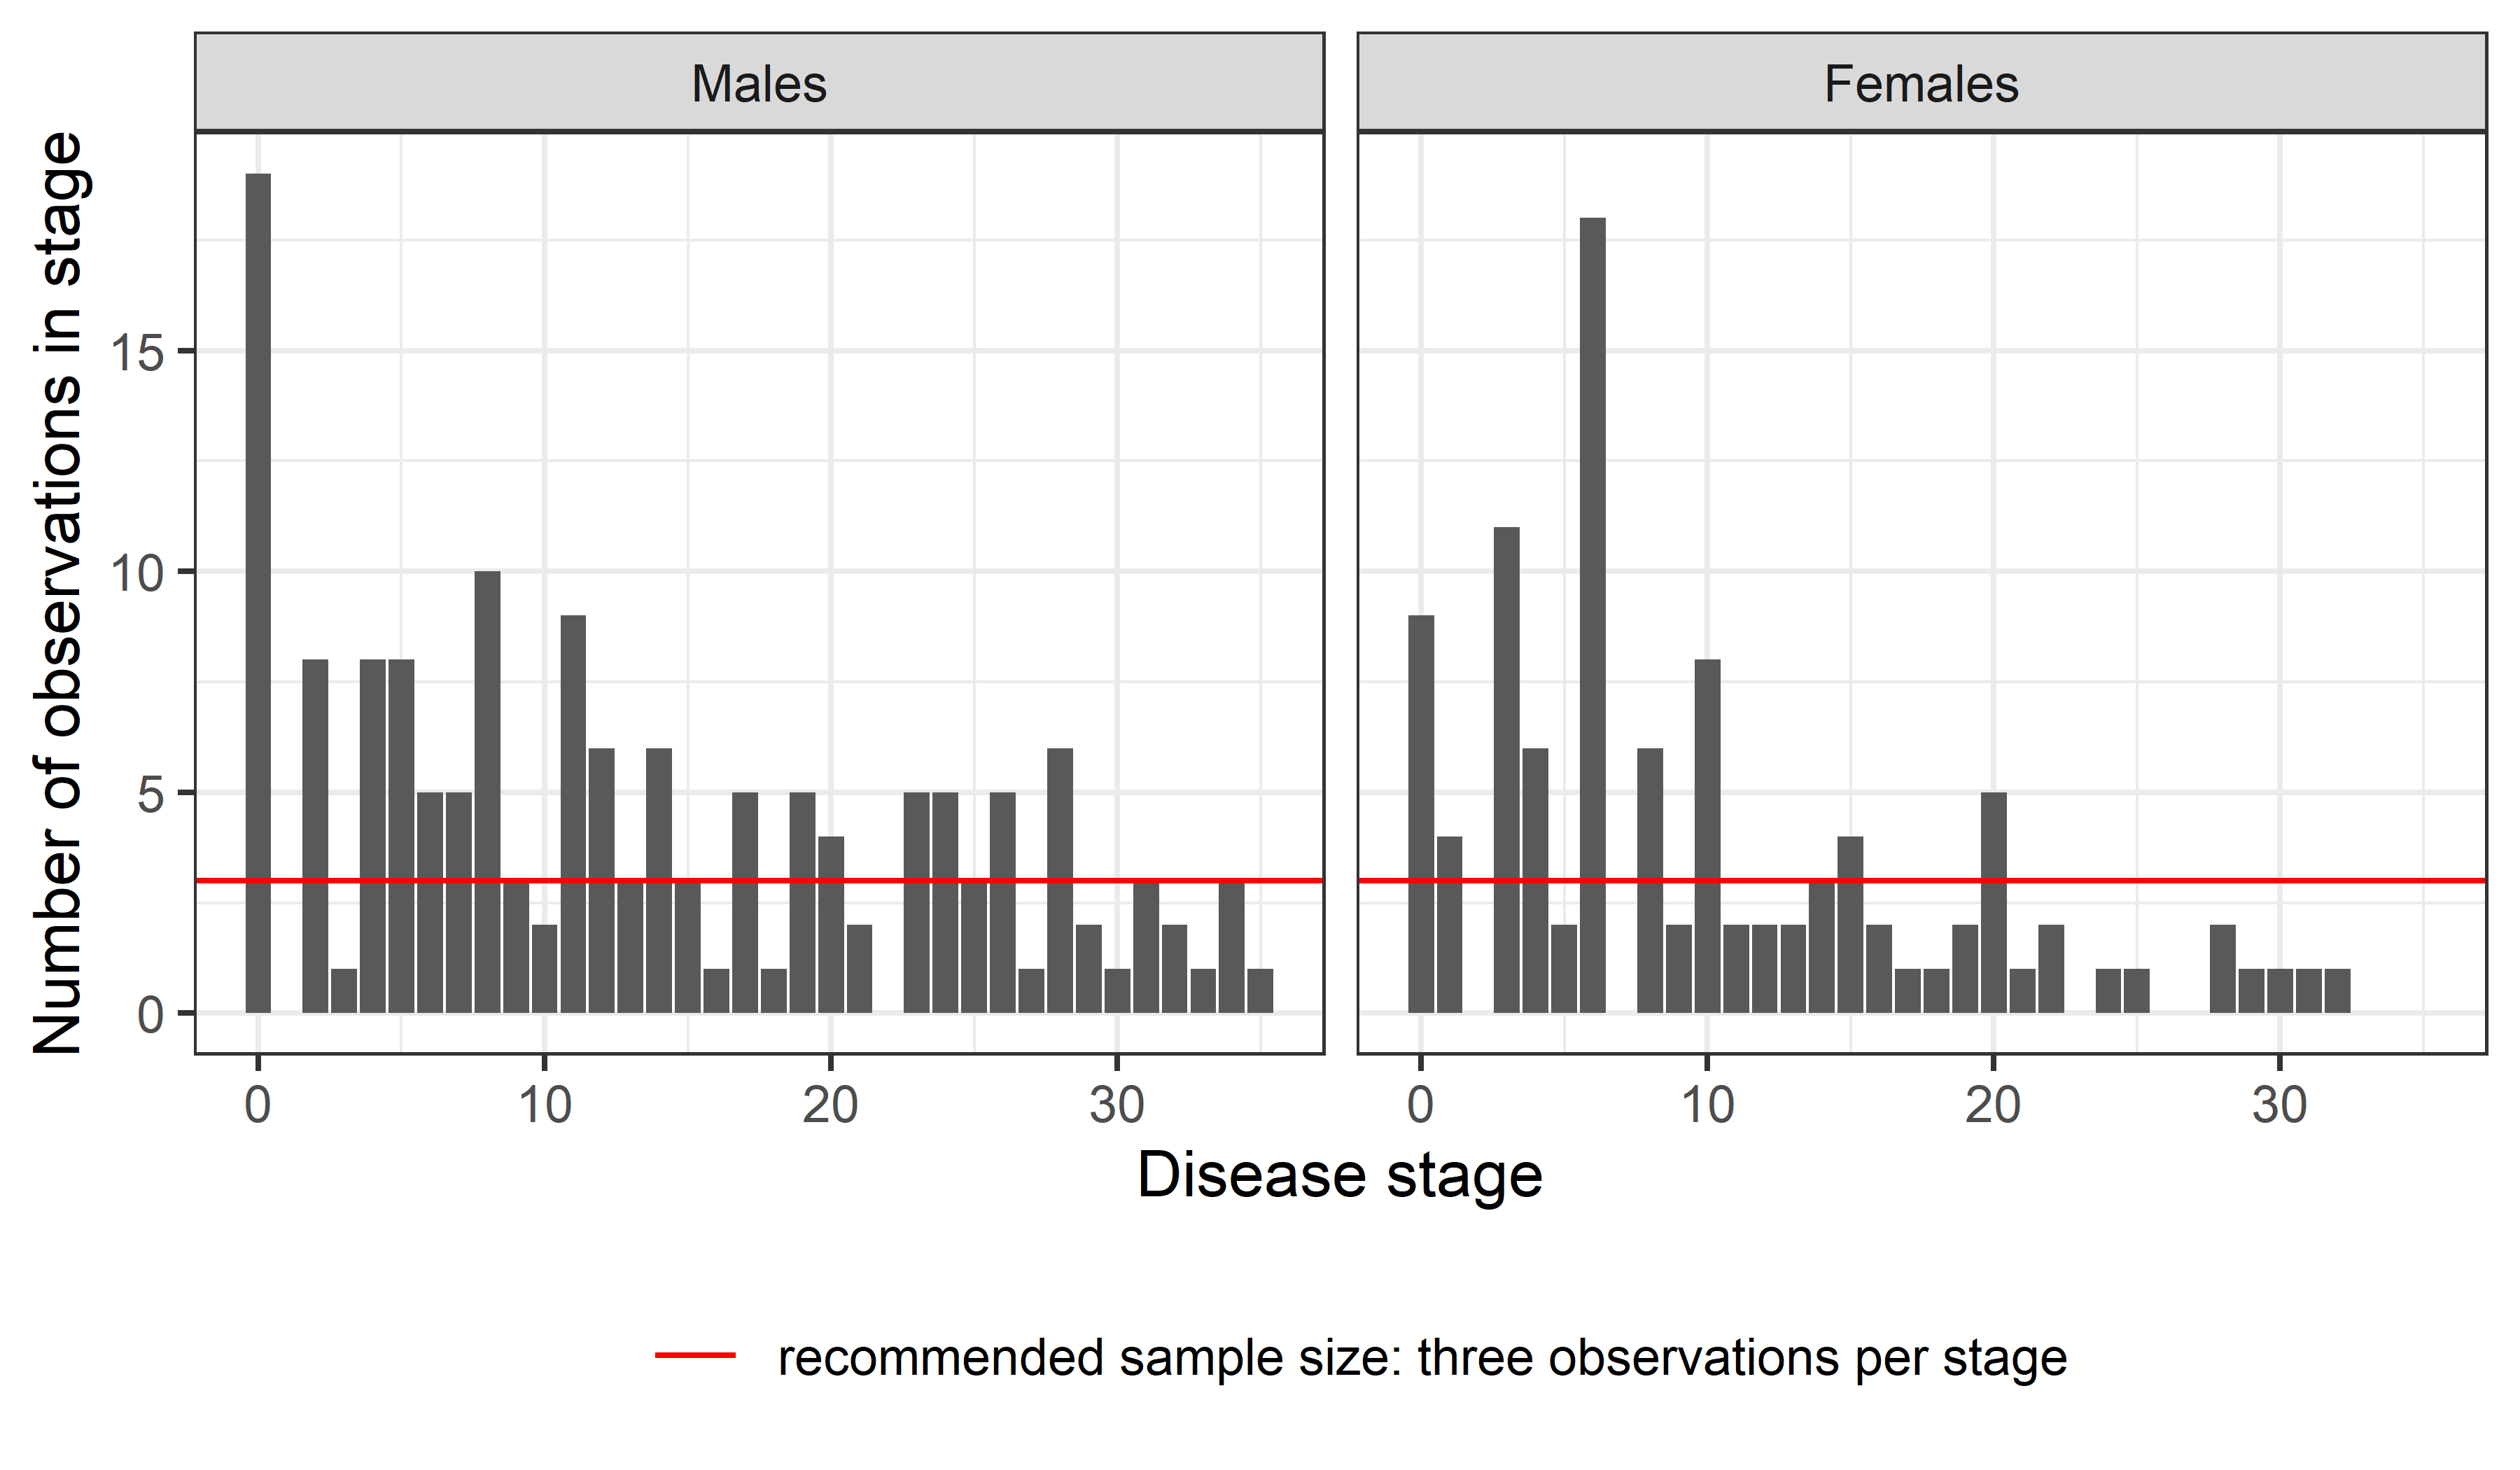 Males
Females
Number of observations in stage
15
10
5
0
0
10
20
30
0
10
20
30
Disease stage
recommended sample size: three observations per stage